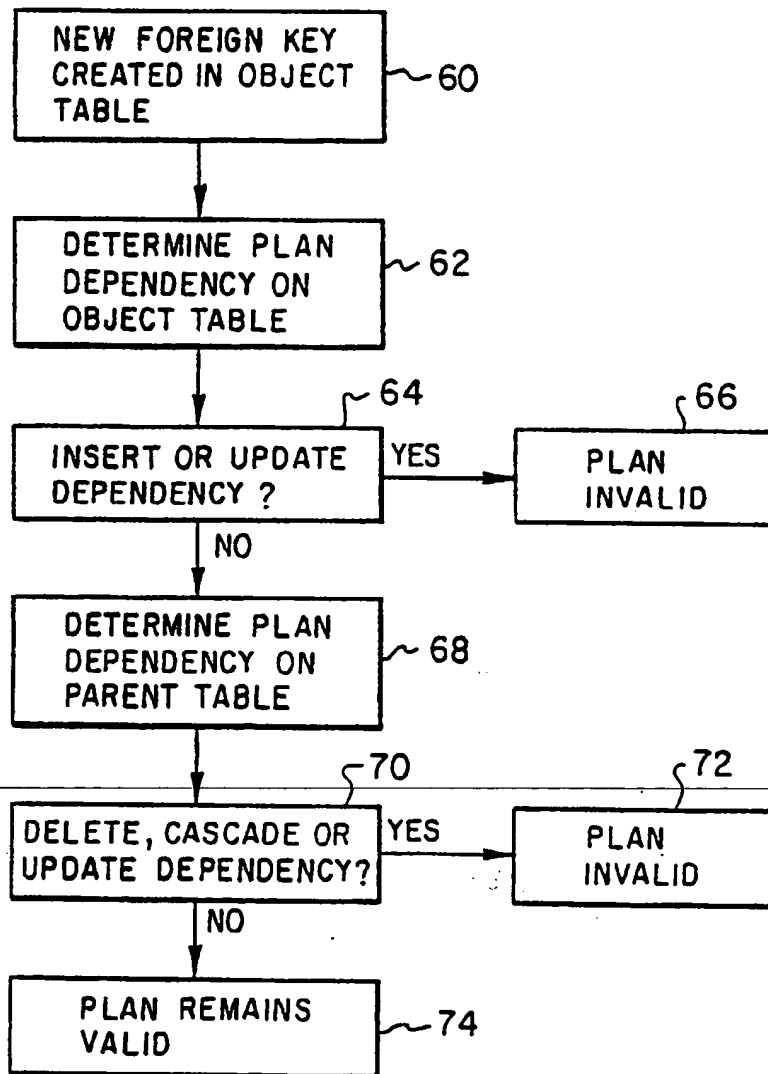 NEW FOREIGN KEY
CREATED IN OBJECT
TABLE
60
DETERMINE PLAN
DEPENDENCY ON
OBJECT TABLE
62
64
INSERT OR UPDATE
DEPENDENCY ?
YES
66
PLAN
INVALID
NO
DETERMINE PLAN
DEPENDENCY ON
PARENT TABLE
68
70
DELETE, CASCADE OR
UPDATE DEPENDENCY?
YES
72
PLAN
INVALID
NO
PLAN REMAINS
VALID
74